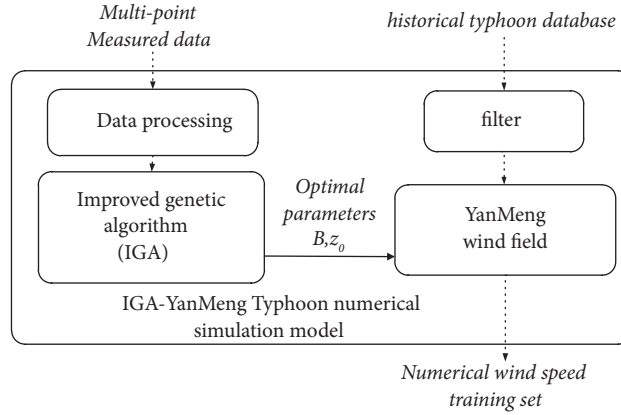 Multi-point
Measured data
historical typhoon database
Data processing
filter
Improved genetic
algorithm
(IGA)
Optimal
parameters
B,z₀
YanMeng
wind field
IGA-YanMeng Typhoon numerical
simulation model
Numerical wind speed
training set